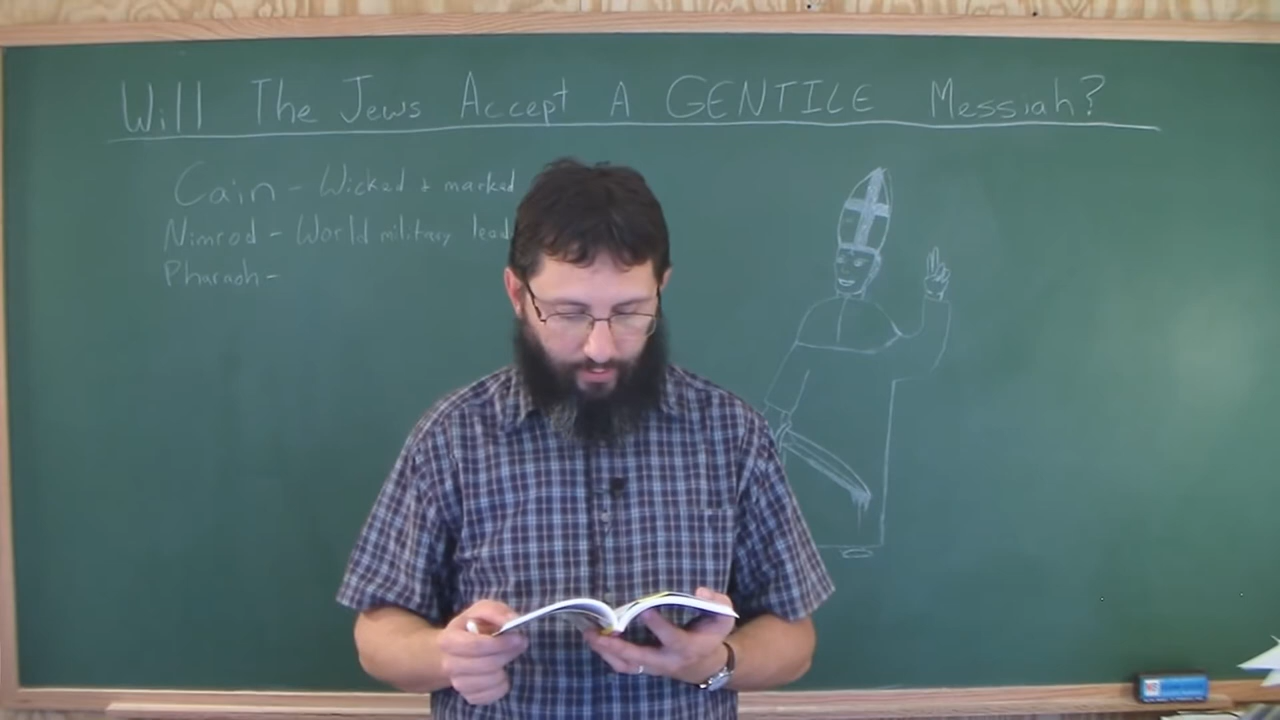 Will The Jews Accept A GENTILE Messiah?
Cain - Wicked & marked
Nimrod - World military lead
Pharaoh -